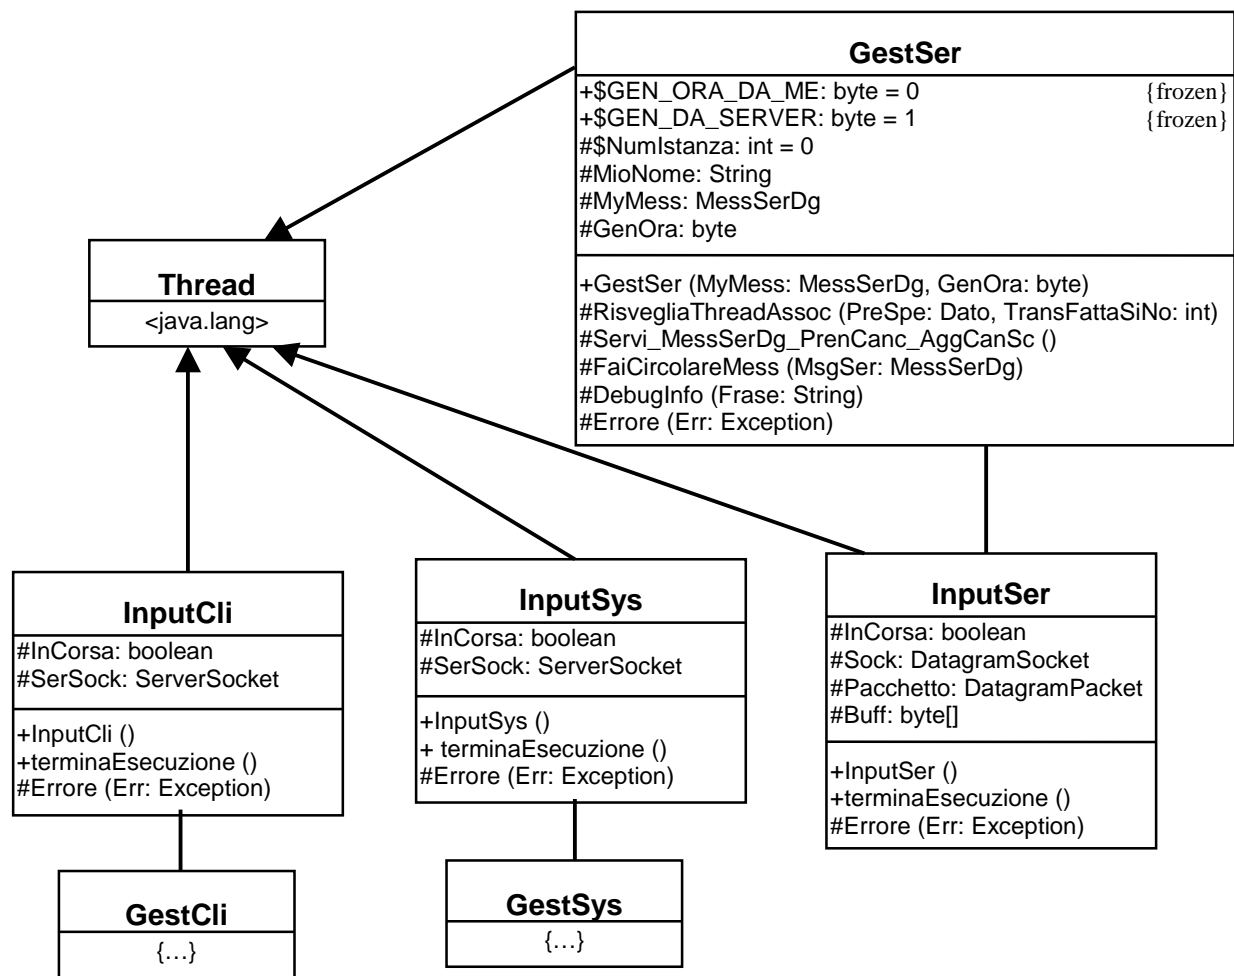 GestSer
+$GEN_ORA_DA_ME: byte = 0 {frozen}
+$GEN_DA_SERVER: byte = 1 {frozen}
#$NumIstanza: int = 0
#MioNome: String
#MyMess: MessSerDg
#GenOra: byte
+GestSer (MyMess: MessSerDg, GenOra: byte)
#RisvegliaThreadAssoc (PreSpe: Dato, TransFattaSiNo: int)
#Servi_MessSerDg_PrenCanc_AggCanSc ()
#FaiCircolareMess (MsgSer: MessSerDg)
#DebugInfo (Frase: String)
#Errore (Err: Exception)
Thread
<java.lang>
InputCli
#InCorsa: boolean
#SerSock: ServerSocket
+InputCli ()
+terminaEsecuzione ()
#Errore (Err: Exception)
InputSys
#InCorsa: boolean
#SerSock: ServerSocket
+InputSys ()
+ terminaEsecuzione ()
#Errore (Err: Exception)
InputSer
#InCorsa: boolean
#Sock: DatagramSocket
#Pacchetto: DatagramPacket
#Buff: byte[]
+InputSer ()
+terminaEsecuzione ()
#Errore (Err: Exception)
GestCli
{...}
GestSys
{...}